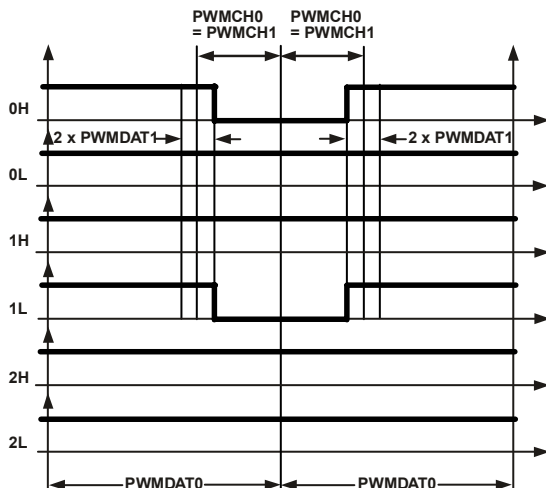 PWMCH0 PWMCH0
= PWMCH1 = PWMCH1
0H
2 x PWMDAT1 2 x PWMDAT1
0L
1H
1L
2H
2L
PWMDAT0 PWMDAT0